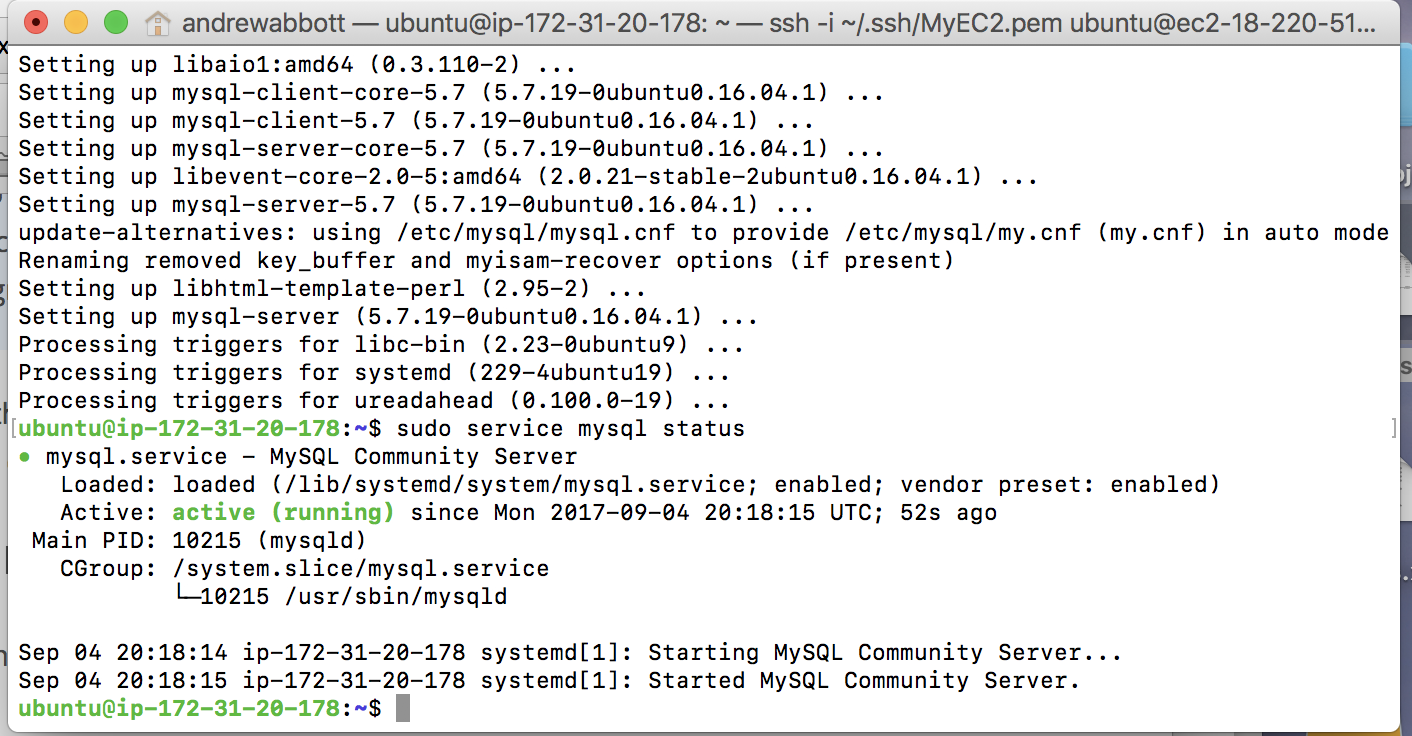 andrewabbott — ubuntu@ip-172-31-20-178: ~ — ssh -i ~/.ssh/MyEC2.pem ubuntu@ec2-18-220-51...
Setting up libaio1:amd64 (0.3.110-2) ...
Setting up mysql-client-core-5.7 (5.7.19-0ubuntu0.16.04.1) ...
Setting up mysql-client-5.7 (5.7.19-0ubuntu0.16.04.1) ...
Setting up mysql-server-core-5.7 (5.7.19-0ubuntu0.16.04.1) ...
Setting up libevent-core-2.0-5:amd64 (2.0.21-stable-2ubuntu0.16.04.1) ...
Setting up mysql-server-5.7 (5.7.19-0ubuntu0.16.04.1) ...
update-alternatives: using /etc/mysql/mysql.cnf to provide /etc/mysql/my.cnf (my.cnf) in auto mode
Renaming removed key_buffer and myisam-recover options (if present)
Setting up libhtml-template-perl (2.95-2) ...
Setting up mysql-server (5.7.19-0ubuntu0.16.04.1) ...
Processing triggers for libc-bin (2.23-0ubuntu9) ...
Processing triggers for systemd (229-4ubuntu19) ...
Processing triggers for ureadahead (0.100.0-19) ...
[ubuntu@ip-172-31-20-178:~$ sudo service mysql status ]
● mysql.service - MySQL Community Server
   Loaded: loaded (/lib/systemd/system/mysql.service; enabled; vendor preset: enabled)
   Active: active (running) since Mon 2017-09-04 20:18:15 UTC; 52s ago
 Main PID: 10215 (mysqld)
   CGroup: /system.slice/mysql.service
           └─10215 /usr/sbin/mysqld
Sep 04 20:18:14 ip-172-31-20-178 systemd[1]: Starting MySQL Community Server...
Sep 04 20:18:15 ip-172-31-20-178 systemd[1]: Started MySQL Community Server.
ubuntu@ip-172-31-20-178:~$